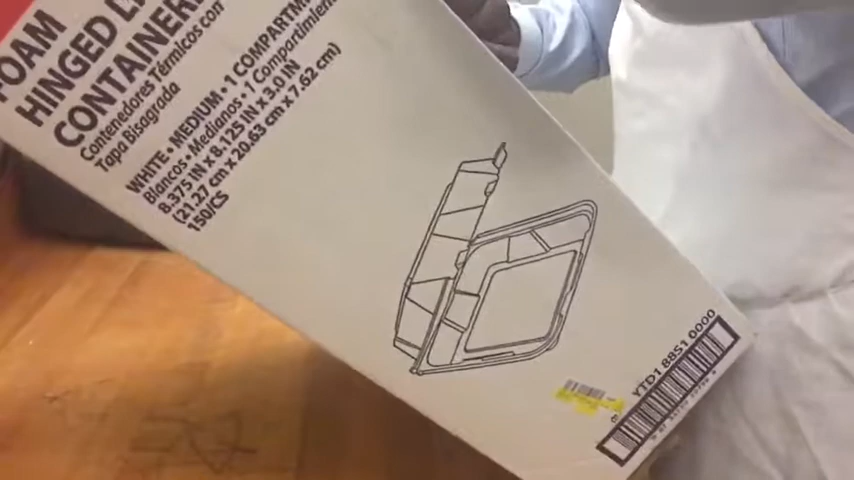 FOAM
HINGED
CONTAINER
Contenedores Térmicos con
Tapa Bisagrada
WHITE • MEDIUM • 1
Blancos • Medianos • 1 Compartimien
8.375 IN x 8.125 IN x 3.0 IN
(21.27 cm x 20.63 cm x 7.62 cm)
150/CS
YTD1 8851 0000